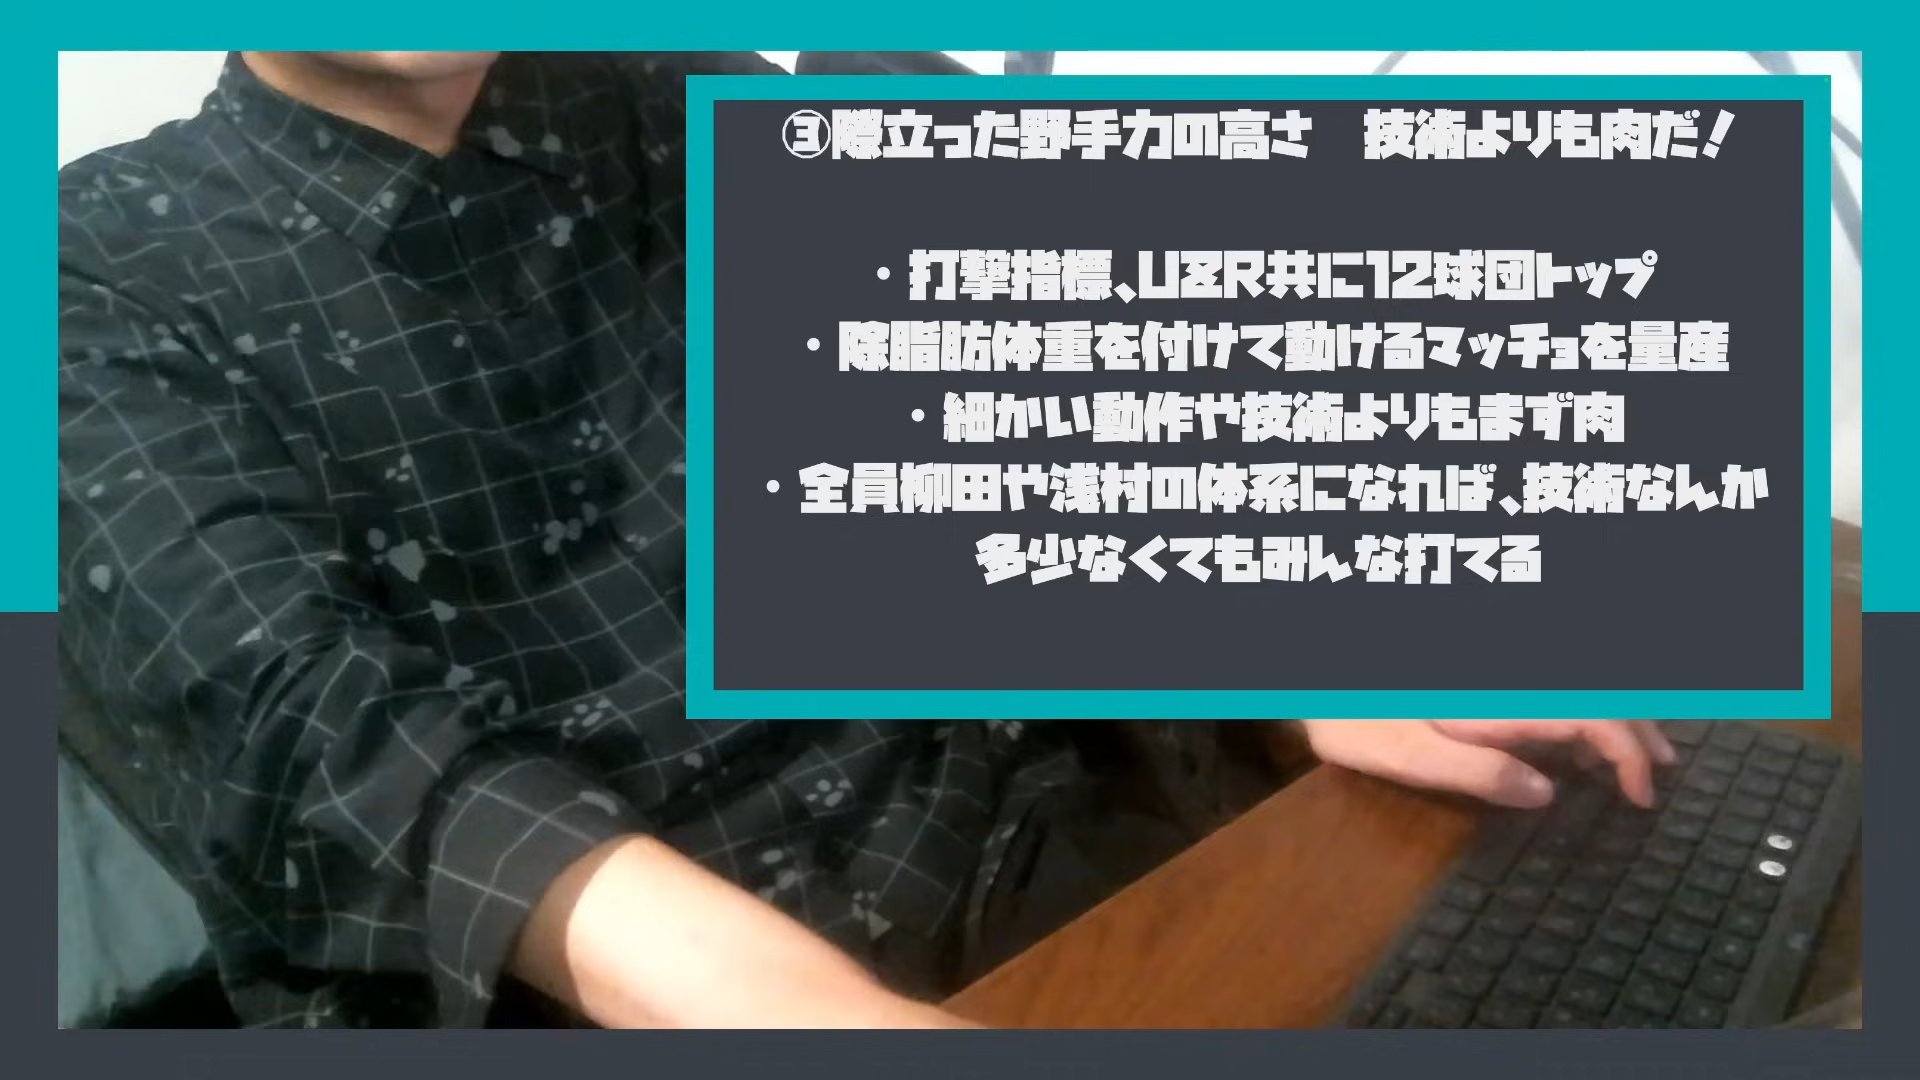 ③際立った野手力の高さ　技術よりも肉だ！
・打撃指標、UZR共に12球団トップ
・除脂肪体重を付けて動けるマッチョを量産
・細かい動作や技術よりもまず肉
・全員柳田や浅村の体系になれば、技術なんか
多少なくてもみんな打てる